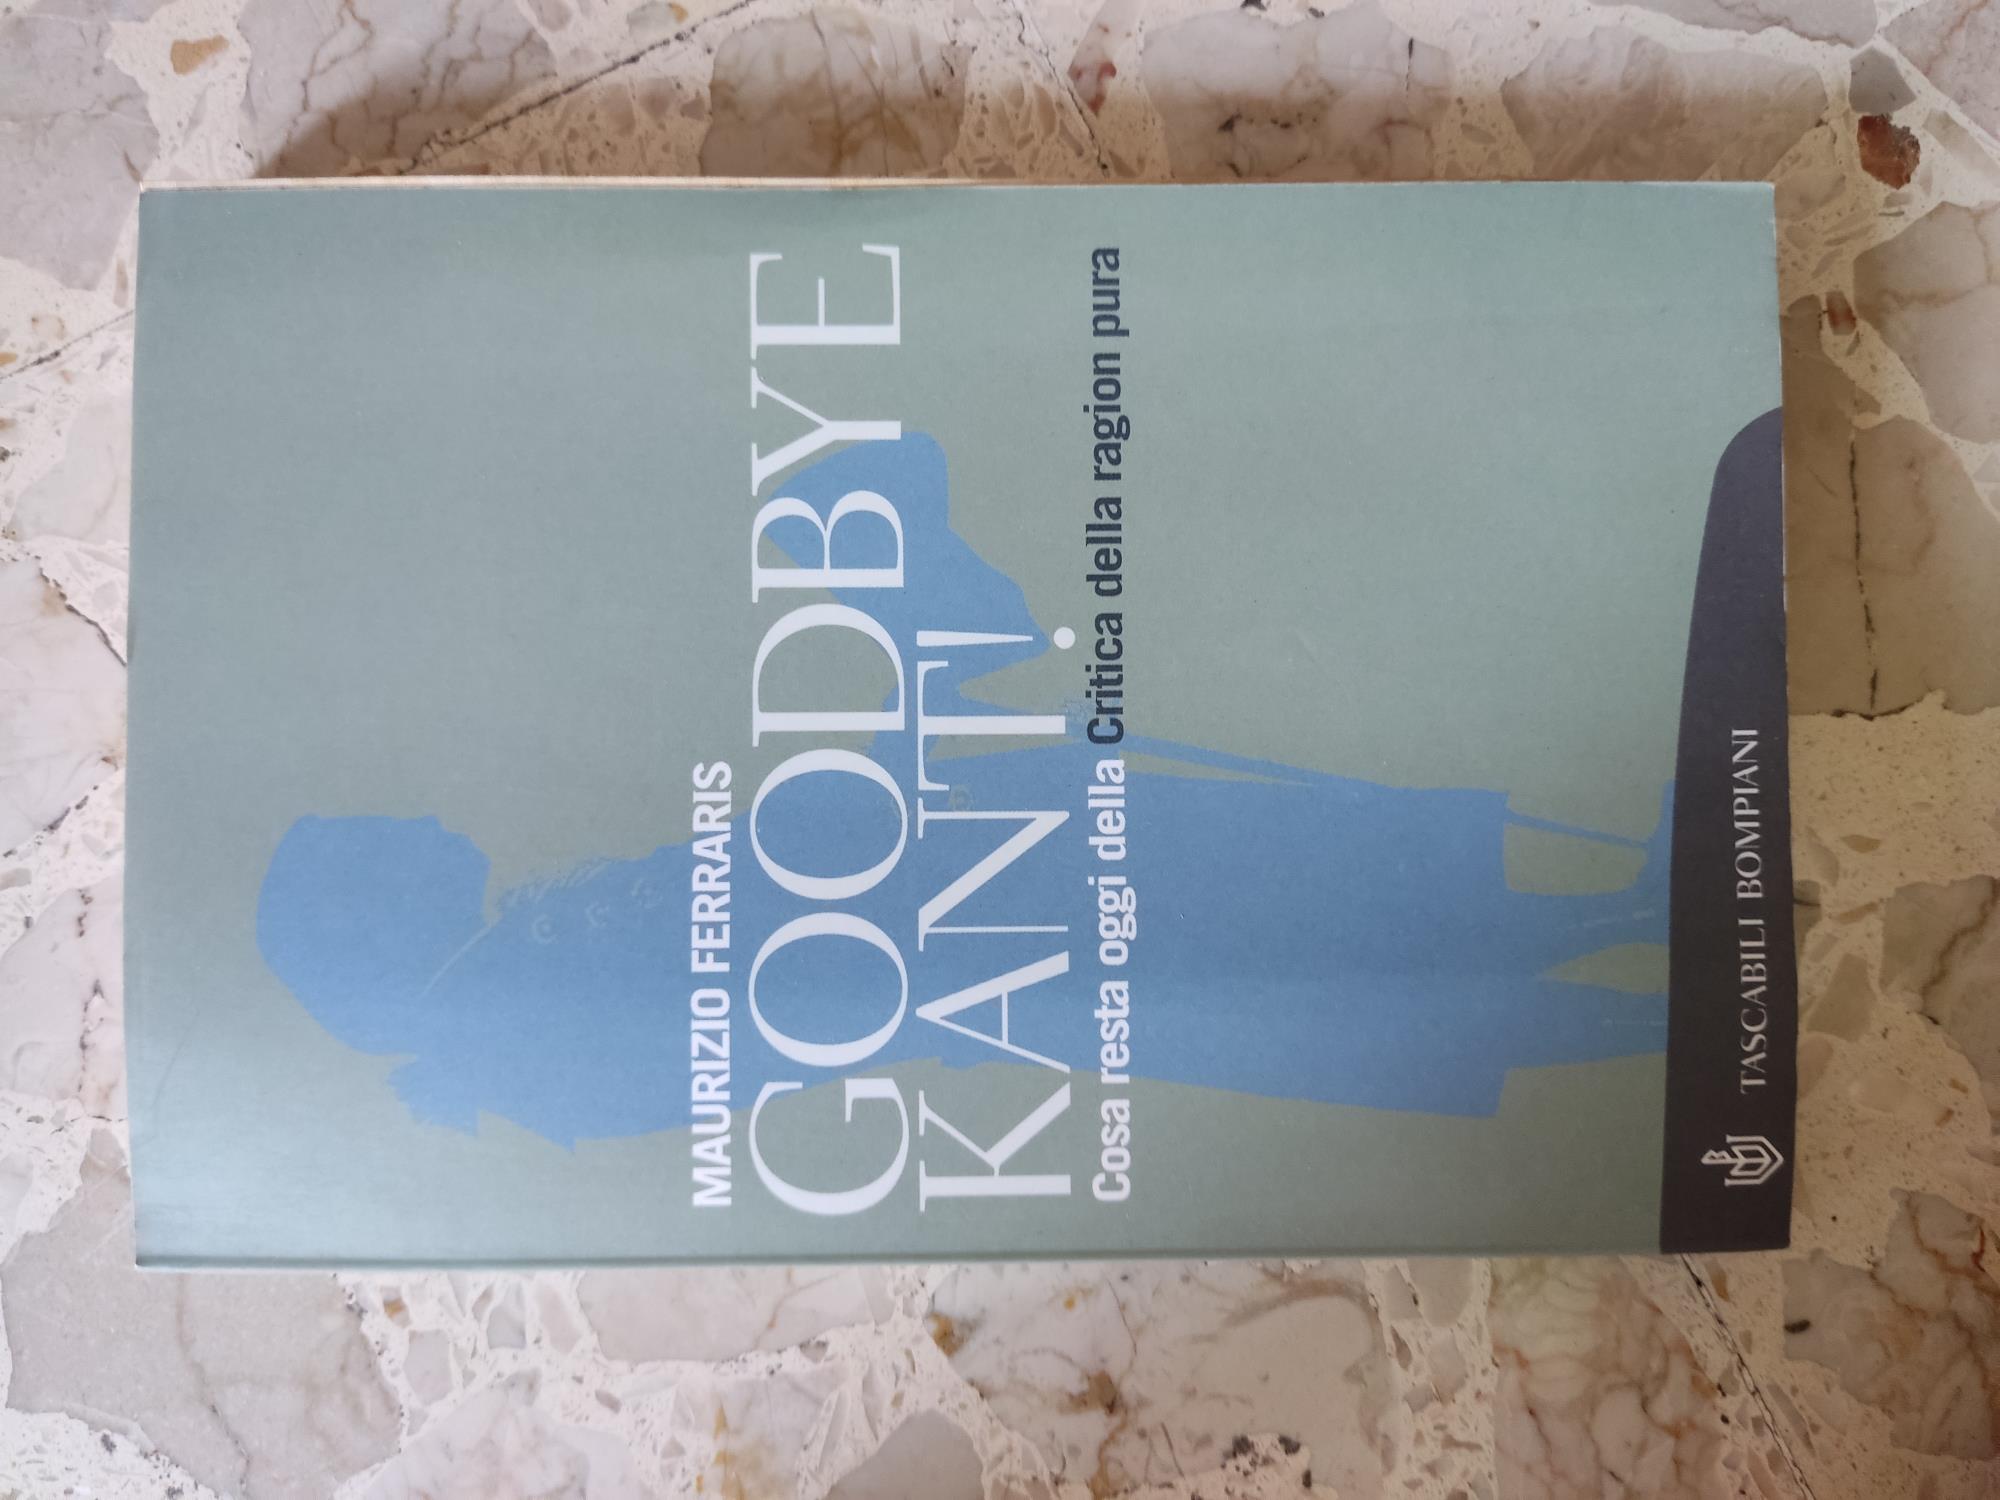 MAURIZIO FERRARIS
GOODBYE
KANT!
Cosa resta oggi della Critica della ragion pura
TASCABILI BOMPIANI